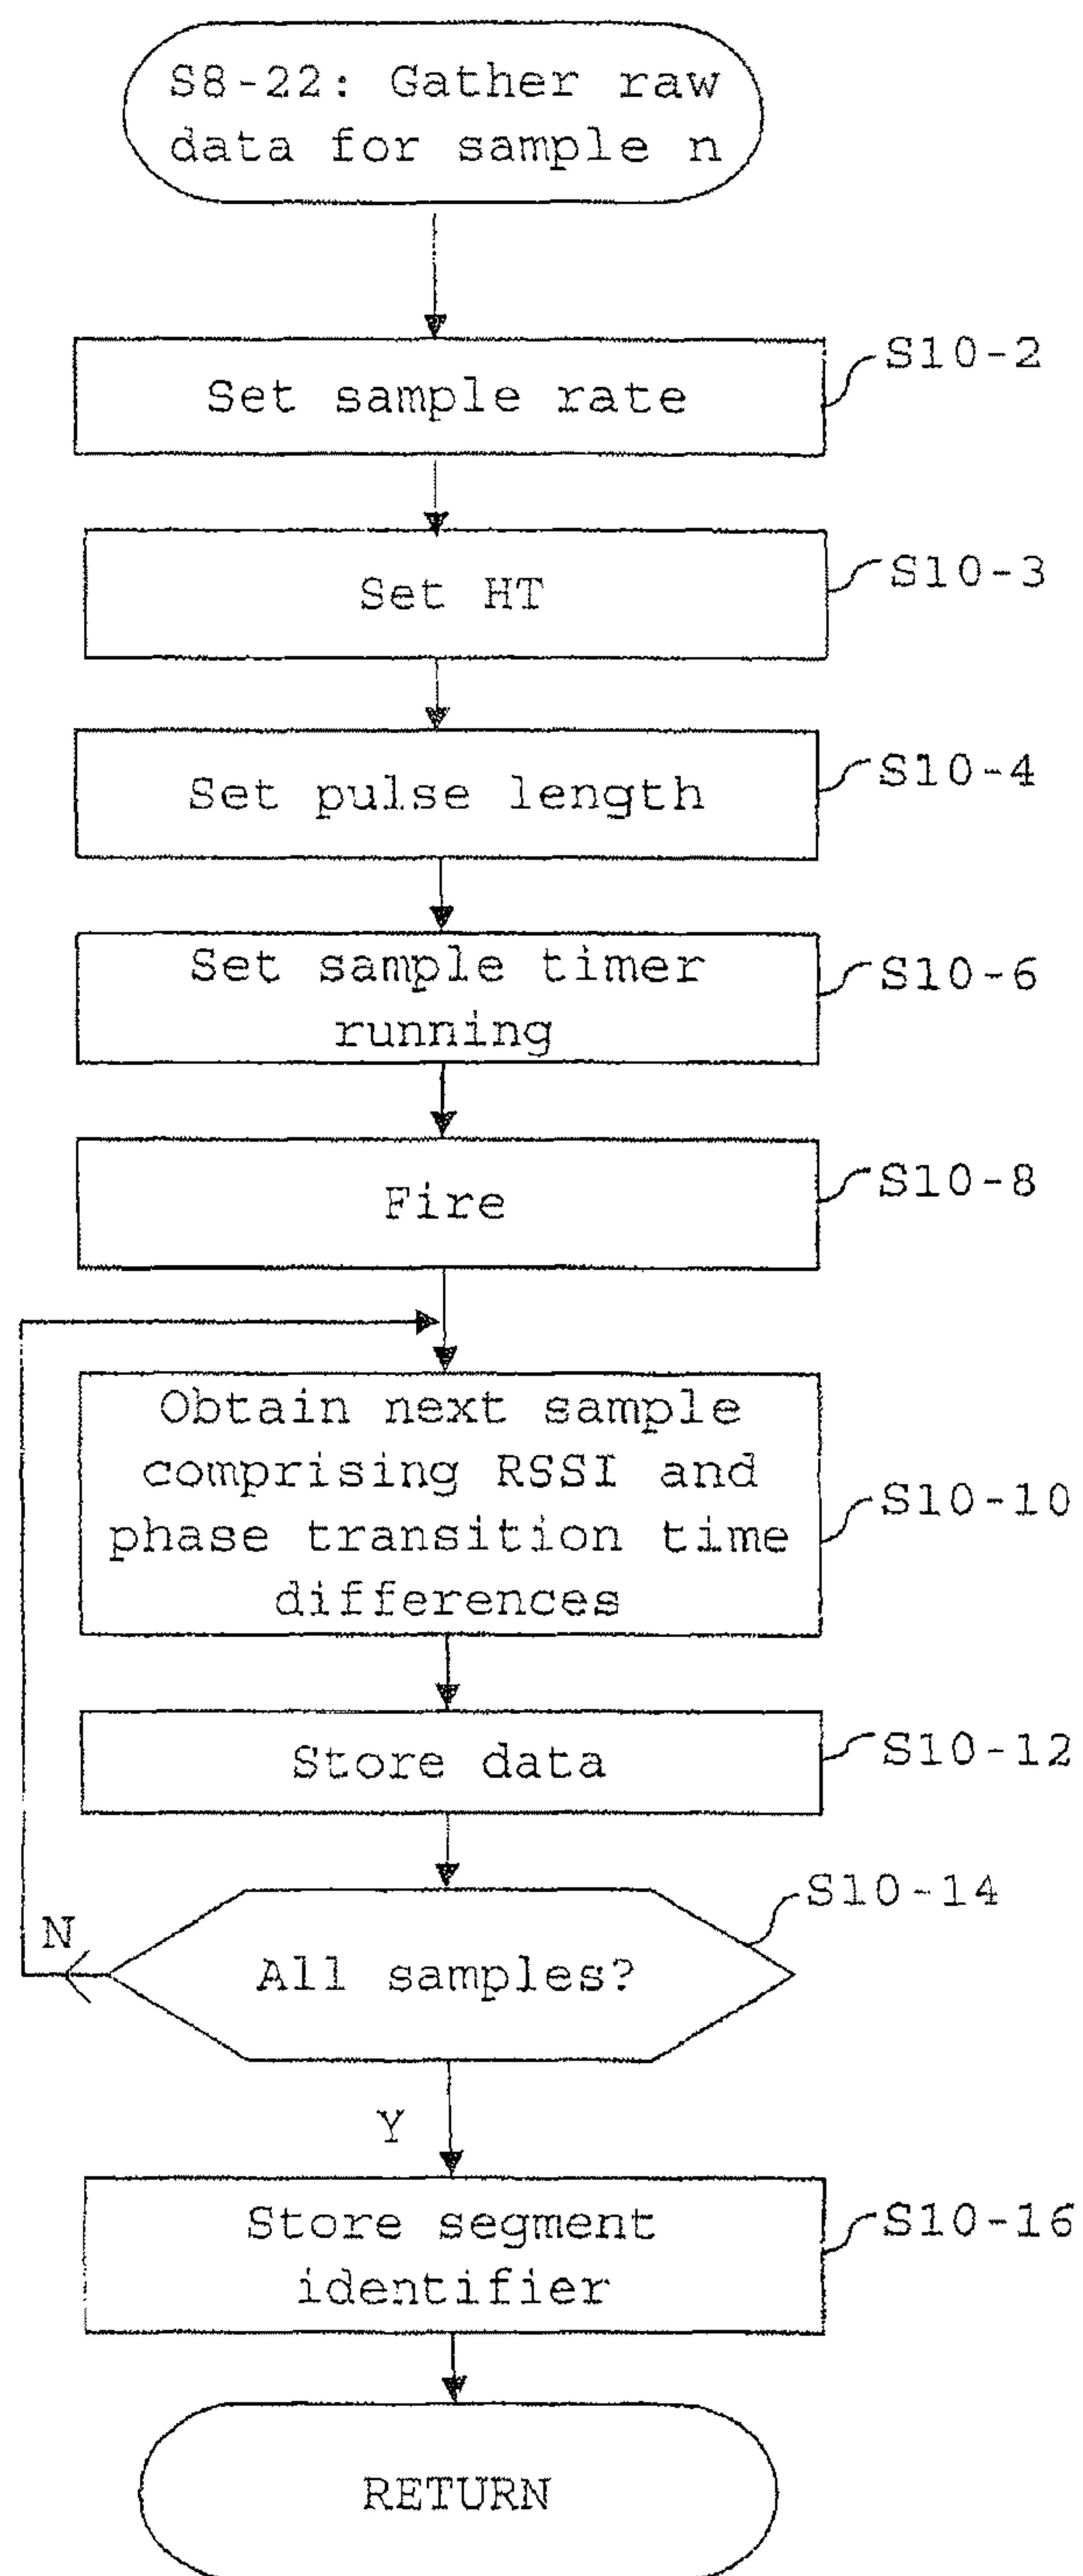 S8-22: Gather raw
data for sample n
S10-2
Set sample rate
S10-3
Set HT
S10-4
Set pulse length
S10-6
Set sample timer
running
S10-8
Fire
Obtain next sample
comprising RSSI and
phase transition time
differences
S10-10
Store data
S10-12
S10-14
N
All samples?
Y
Store segment
identifier
S10-16
RETURN